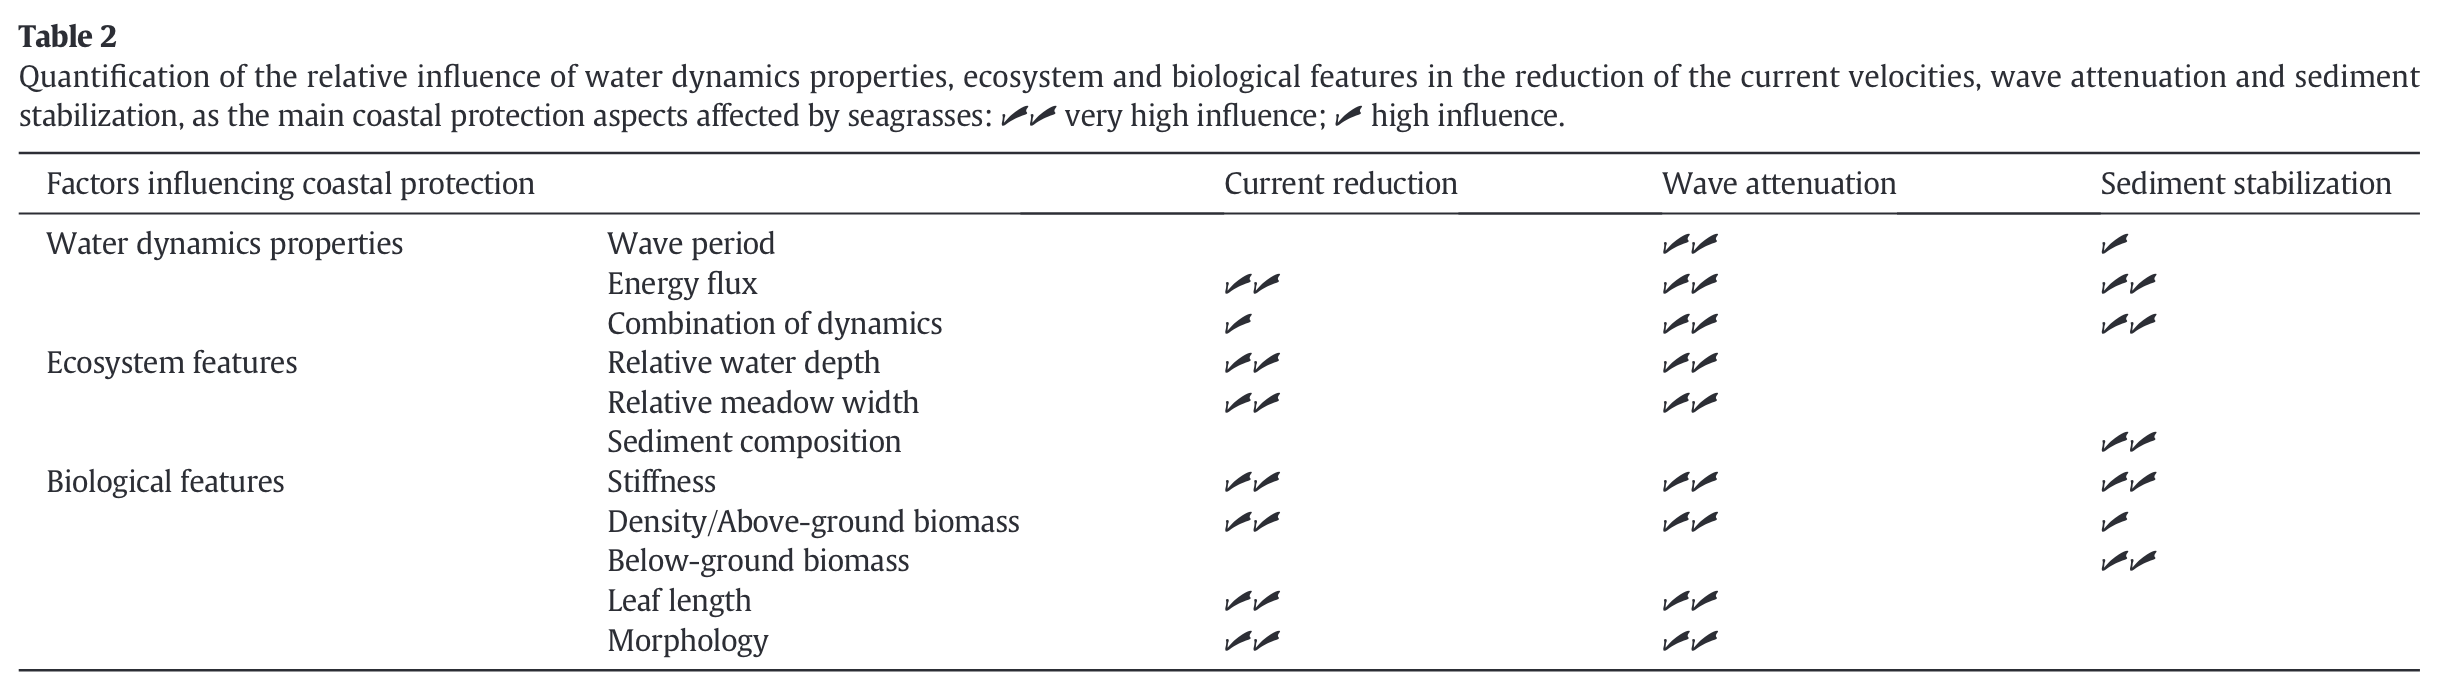 Table 2
Quantification of the relative influence of water dynamics properties, ecosystem and biological features in the reduction of the current velocities, wave attenuation and sediment
stabilization, as the main coastal protection aspects affected by seagrasses: ✓✓ very high influence; ✓ high influence.
Factors influencing coastal protection Current reduction Wave attenuation Sediment stabilization
Water dynamics properties Wave period ✓✓ ✓
Energy flux ✓✓ ✓✓ ✓✓
Combination of dynamics ✓ ✓✓ ✓✓
Ecosystem features Relative water depth ✓✓ ✓✓
Relative meadow width ✓✓ ✓✓
Sediment composition ✓✓
Biological features Stiffness ✓✓ ✓✓ ✓✓
Density/Above-ground biomass ✓✓ ✓✓ ✓
Below-ground biomass ✓✓
Leaf length ✓✓ ✓✓
Morphology ✓✓ ✓✓